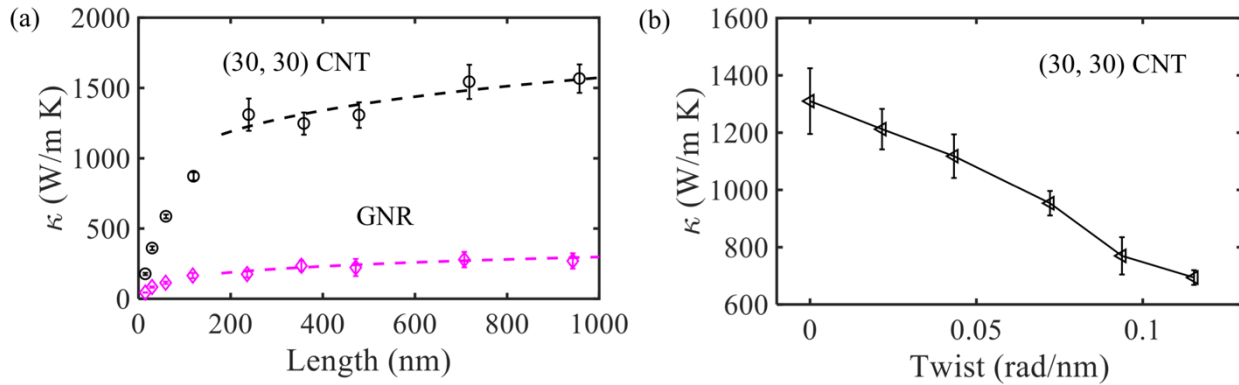 (a)
2000
1500
1000
500
0
κ (W/m K)
(30, 30) CNT
GNR
0 200 400 600 800 1000
Length (nm)
(b)
1600
1400
1200
1000
800
600
κ (W/m K)
(30, 30) CNT
0 0.05 0.1
Twist (rad/nm)